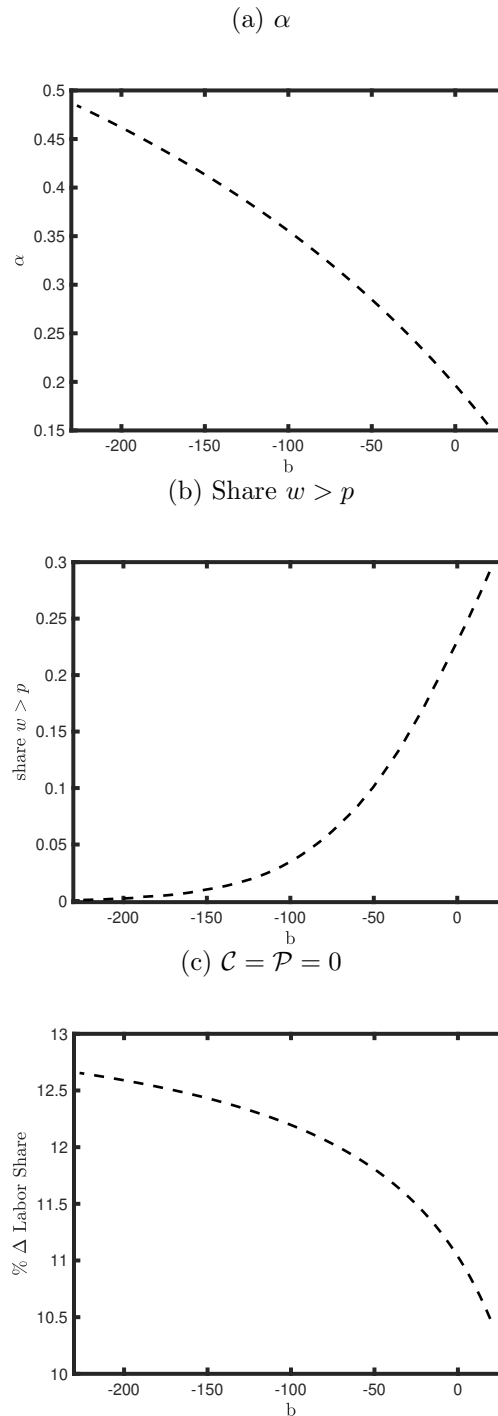 (a) α
0.5
0.45
0.4
0.35
0.3
0.25
0.2
0.15
α
-200 -150 -100 -50 0
b
(b) Share w > p
0.3
0.25
0.2
0.15
0.1
0.05
0
share w > p
-200 -150 -100 -50 0
b
(c) 𝒞 = 𝒫 = 0
13
12.5
12
11.5
11
10.5
10
% Δ Labor Share
-200 -150 -100 -50 0
b